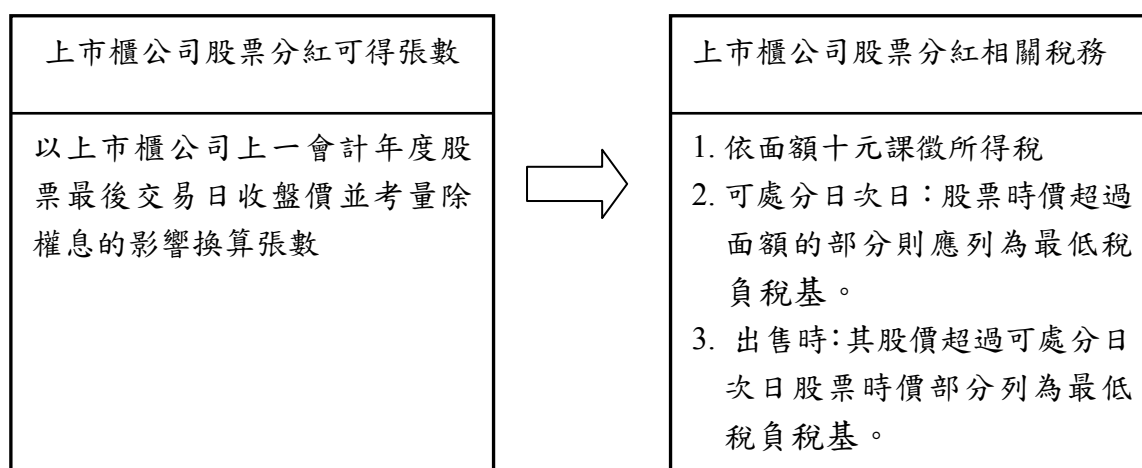 上市櫃公司股票分紅可得張數
以上市櫃公司上一會計年度股
票最後交易日收盤價並考量除
權息的影響換算張數
上市櫃公司股票分紅相關稅務
1. 依面額十元課徵所得稅
2. 可處分日次日：股票時價超過
面額的部分則應列為最低稅
負稅基。
3. 出售時：其股價超過可處分日
次日股票時價部分列為最低
稅負稅基。